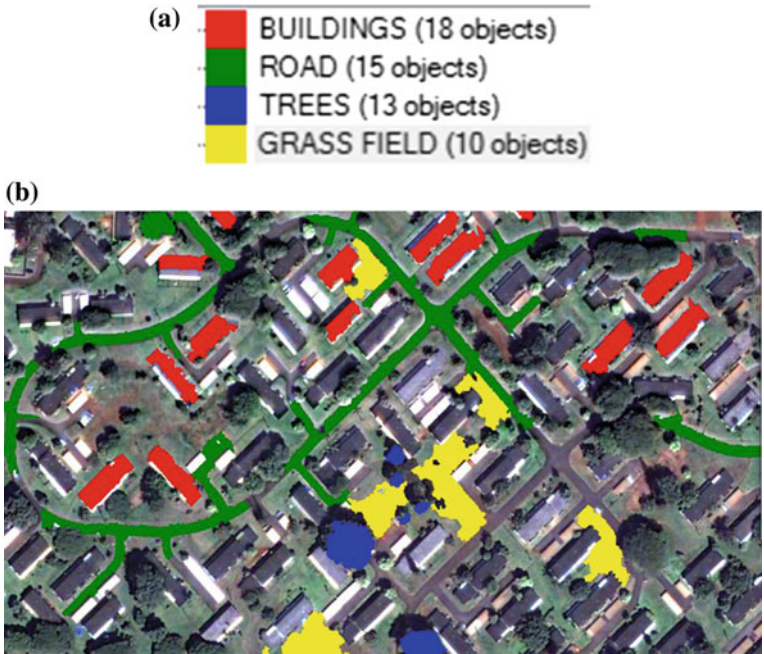 (a)
BUILDINGS (18 objects)
ROAD (15 objects)
TREES (13 objects)
GRASS FIELD (10 objects)
(b)